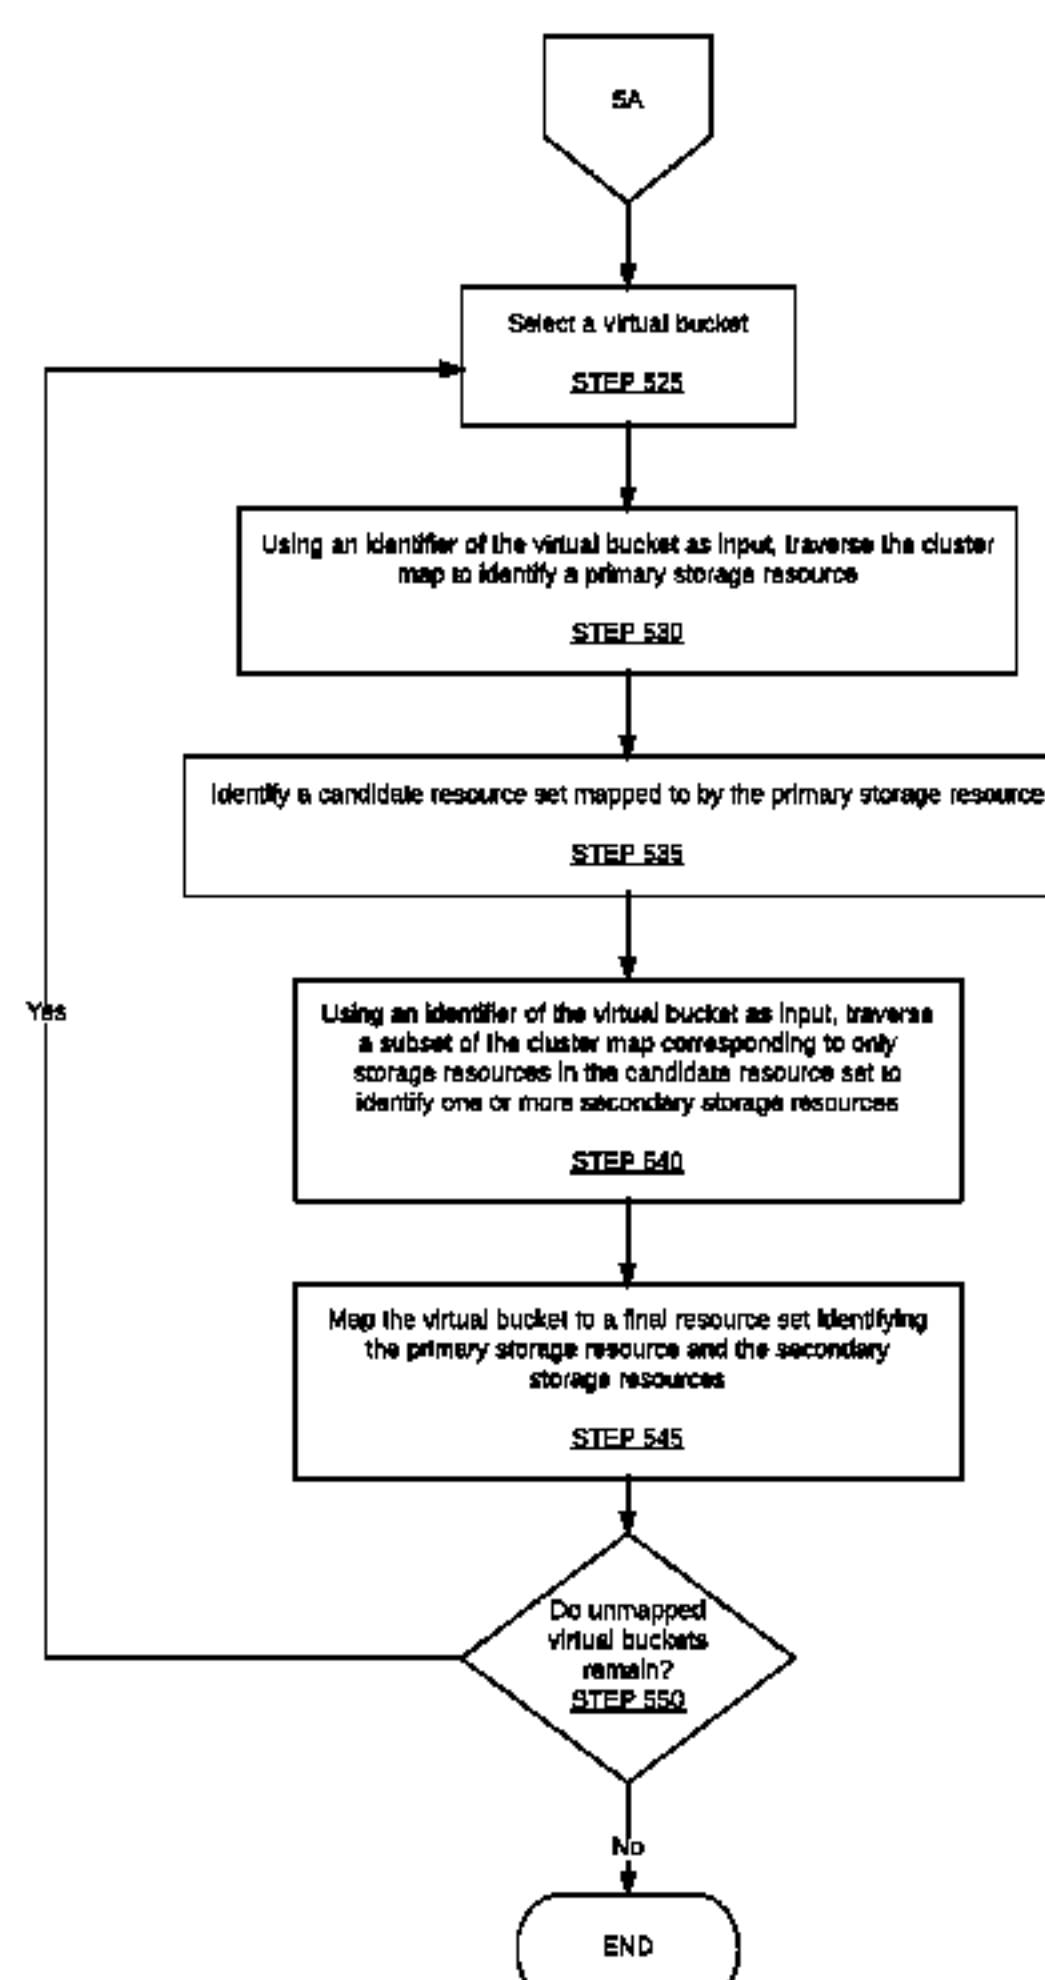 5A
Select a virtual bucket
STEP 525
Using an identifier of the virtual bucket as input, traverse the cluster
map to identify a primary storage resource
STEP 530
Identify a candidate resource set mapped to by the primary storage resource
STEP 535
Using an identifier of the virtual bucket as input, traverse
a subset of the cluster map corresponding to only
storage resources in the candidate resource set to
identify one or more secondary storage resources
STEP 540
Map the virtual bucket to a final resource set identifying
the primary storage resource and the secondary
storage resources
STEP 545
Do unmapped
virtual buckets
remain?
STEP 550
Yes
No
END